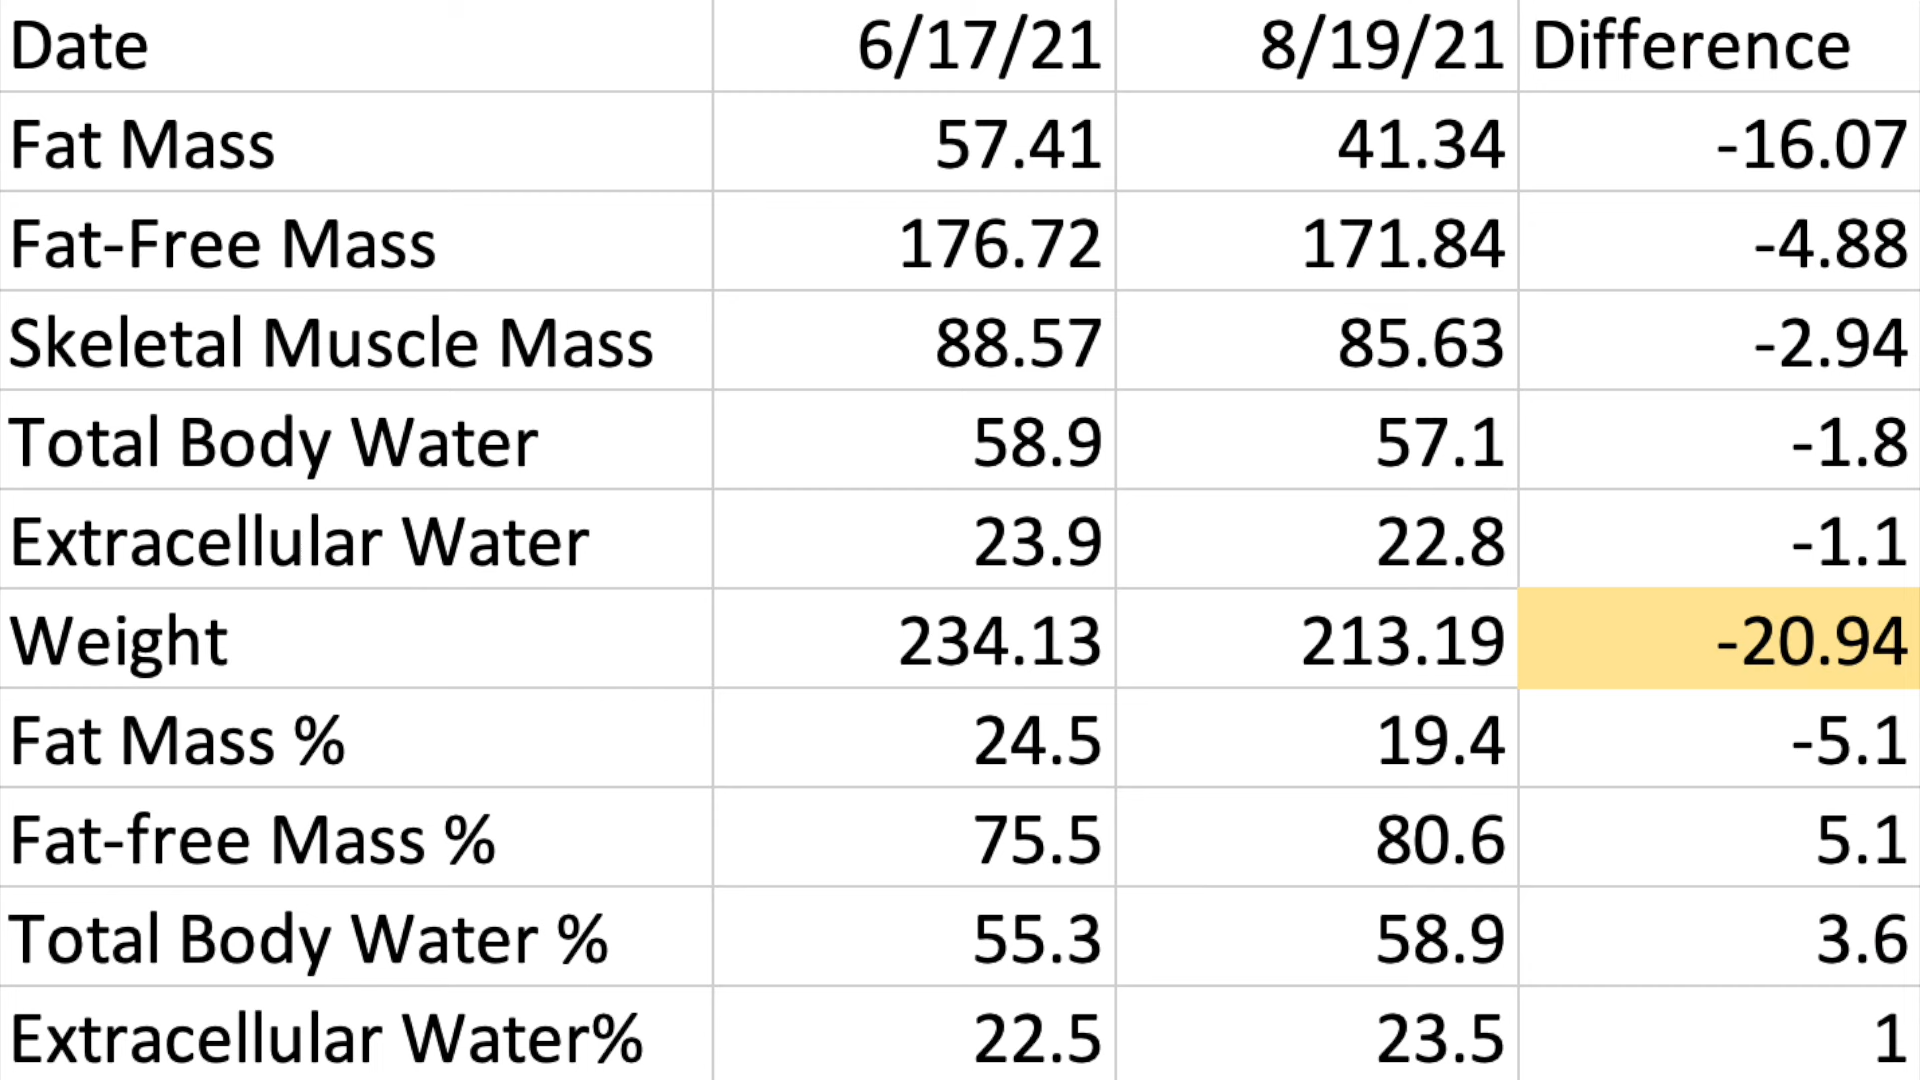 Date 6/17/21 8/19/21 Difference
Fat Mass 57.41 41.34 -16.07
Fat-Free Mass 176.72 171.84 -4.88
Skeletal Muscle Mass 88.57 85.63 -2.94
Total Body Water 58.9 57.1 -1.8
Extracellular Water 23.9 22.8 -1.1
Weight 234.13 213.19 -20.94
Fat Mass % 24.5 19.4 -5.1
Fat-free Mass % 75.5 80.6 5.1
Total Body Water % 55.3 58.9 3.6
Extracellular Water% 22.5 23.5 1